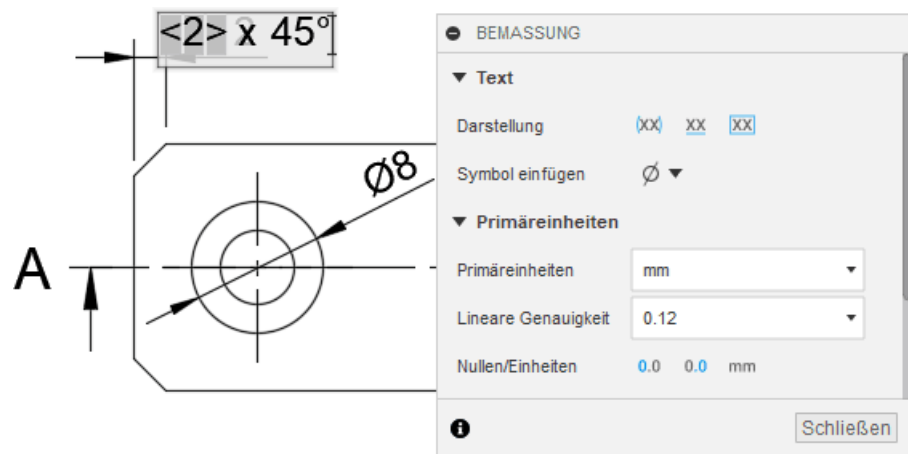 <2> x 45°
Ø8
A
BEMASSUNG
Text
Darstellung (XX) XX XX
Symbol einfügen Ø
Primäreinheiten
Primäreinheiten mm
Lineare Genauigkeit 0.12
Nullen/Einheiten 0.0 0.0 mm
Schließen